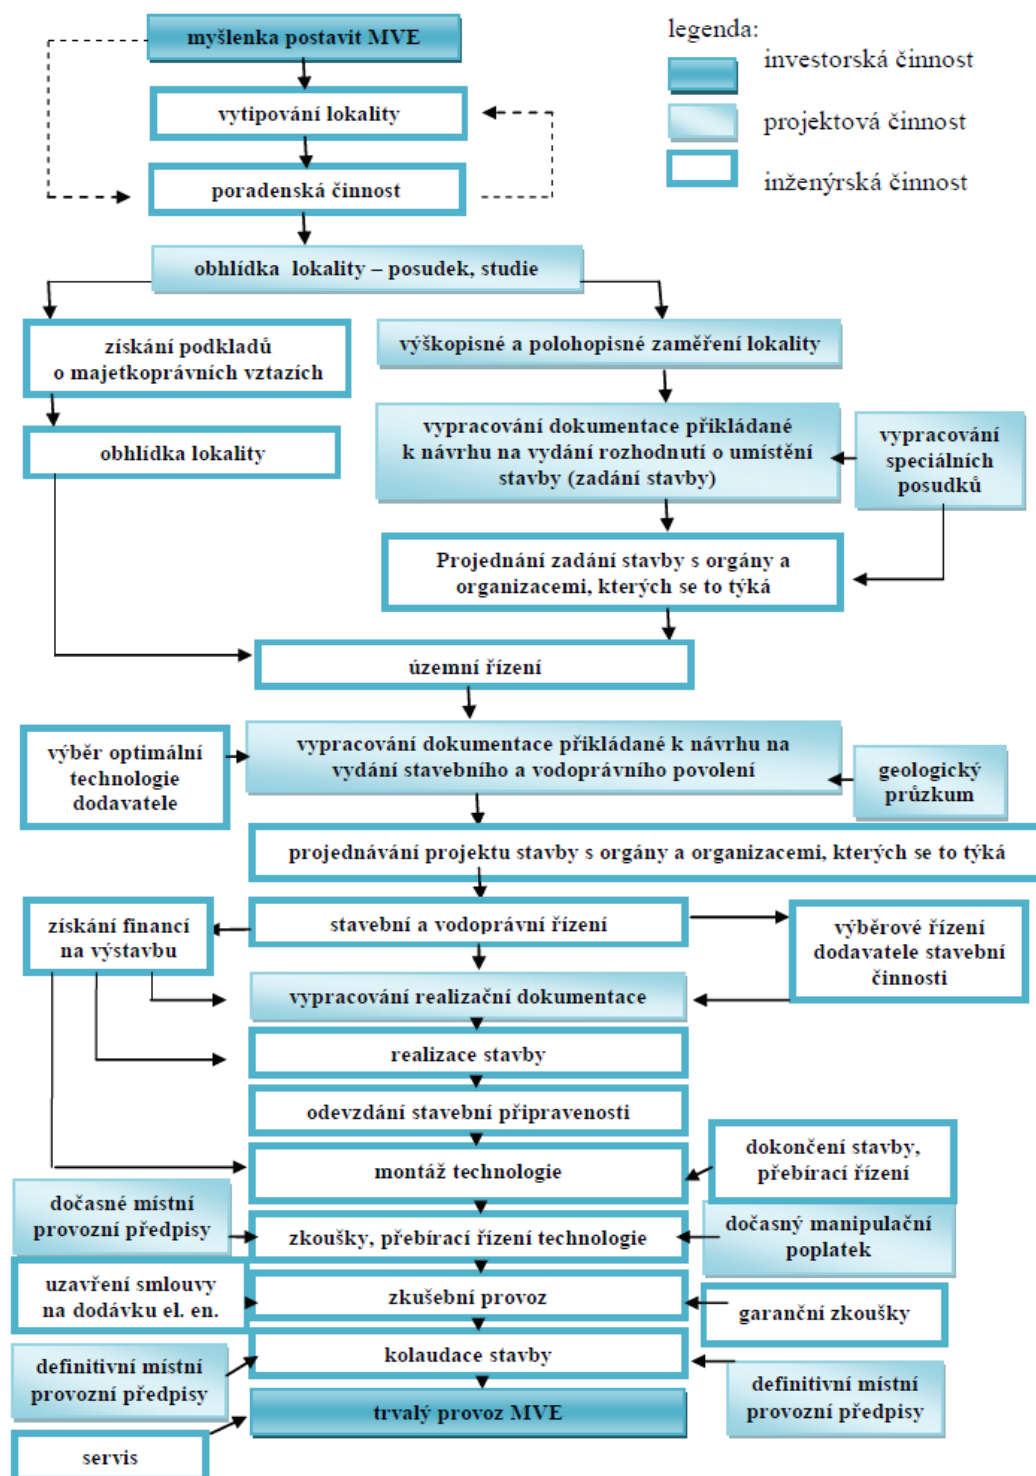 myšlenka postavit MVE
legenda:
investorská činnost
projektová činnost
inženýrská činnost
vytipování lokality
poradenská činnost
obhlídka lokality – posudek, studie
získání podkladů
o majetkoprávních vztazích
výškopisné a polohopisné zaměření lokality
obhlídka lokality
vypracování dokumentace přikládané
k návrhu na vydání rozhodnutí o umístění
stavby (zadání stavby)
vypracování
speciálních
posudků
Projednání zadání stavby s orgány a
organizacemi, kterých se to týká
územní řízení
výběr optimální
technologie
dodavatele
vypracování dokumentace přikládané k návrhu na
vydání stavebního a vodoprávního povolení
geologický
průzkum
projednávání projektu stavby s orgány a organizacemi, kterých se to týká
získání financí
na výstavbu
stavební a vodoprávní řízení
výběrové řízení
dodavatele stavební
činnosti
vypracování realizační dokumentace
realizace stavby
odevzdání stavební připravenosti
montáž technologie
dokončení stavby,
přebírací řízení
dočasné místní
provozní předpisy
zkoušky, přebírací řízení technologie
dočasný manipulační
poplatek
uzavření smlouvy
na dodávku el. en.
zkušební provoz
garanční zkoušky
kolaudace stavby
definitivní místní
provozní předpisy
definitivní místní
provozní předpisy
trvalý provoz MVE
servis